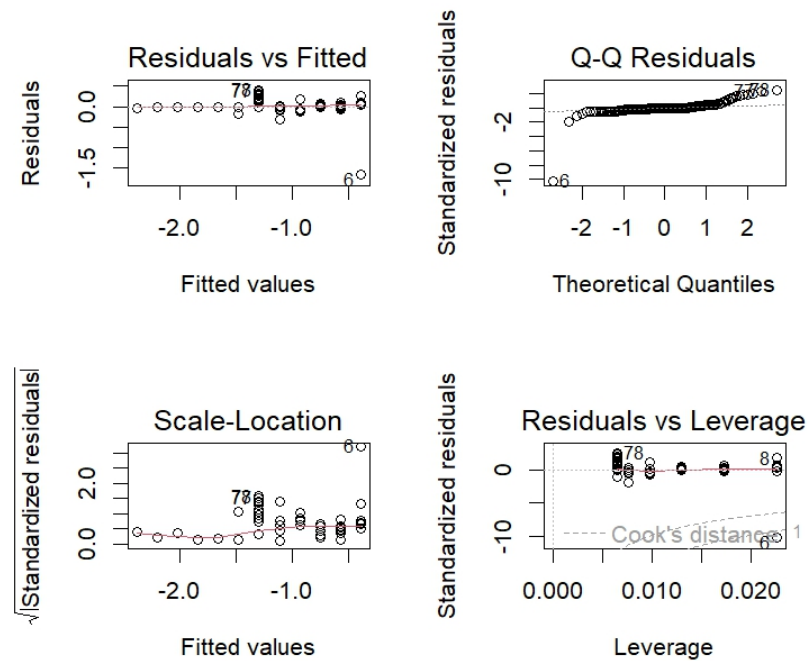 Residuals vs Fitted
Residuals
0.0
-1.5
78
6
-2.0
-1.0
Fitted values
Q-Q Residuals
Standardized residuals
-2
-10
78
6
-2
-1
0
1
2
Theoretical Quantiles
Scale-Location
√|Standardized residuals|
2.0
0.0
6
78
-2.0
-1.0
Fitted values
Residuals vs Leverage
Standardized residuals
0
-10
78
8
Cook's distance
1
6
0.000
0.010
0.020
Leverage